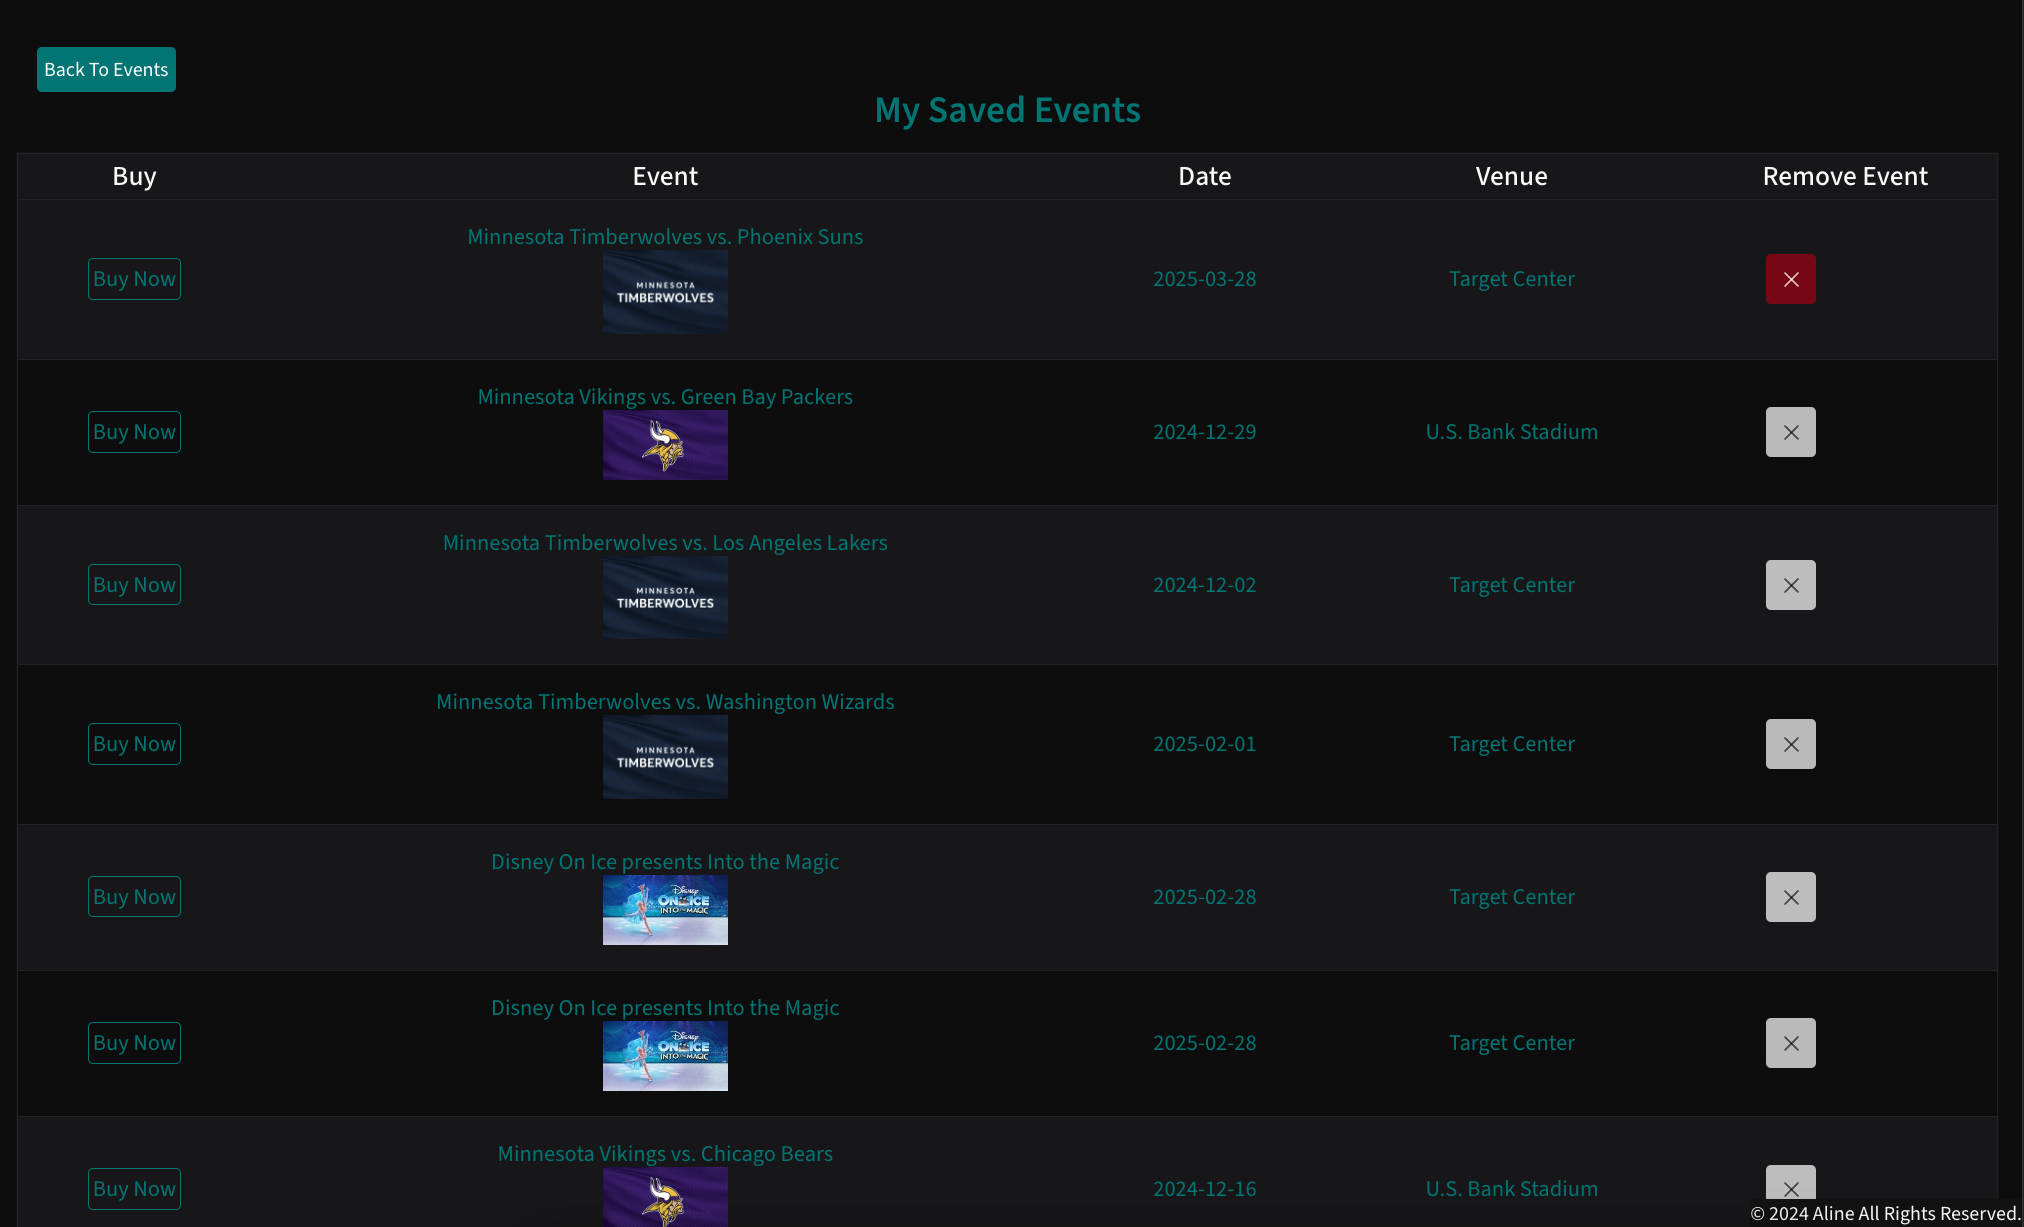 Back To Events
My Saved Events
Buy Event Date Venue Remove Event
Minnesota Timberwolves vs. Phoenix Suns
MINNESOTA
TIMBERWOLVES
Buy Now 2025-03-28 Target Center
Minnesota Vikings vs. Green Bay Packers
Buy Now 2024-12-29 U.S. Bank Stadium
Minnesota Timberwolves vs. Los Angeles Lakers
MINNESOTA
TIMBERWOLVES
Buy Now 2024-12-02 Target Center
Minnesota Timberwolves vs. Washington Wizards
MINNESOTA
TIMBERWOLVES
Buy Now 2025-02-01 Target Center
Disney On Ice presents Into the Magic
Disney
ON ICE
INTO THE MAGIC
Buy Now 2025-02-28 Target Center
Disney On Ice presents Into the Magic
Disney
ON ICE
INTO THE MAGIC
Buy Now 2025-02-28 Target Center
Minnesota Vikings vs. Chicago Bears
Buy Now 2024-12-16 U.S. Bank Stadium
© 2024 Aline All Rights Reserved.